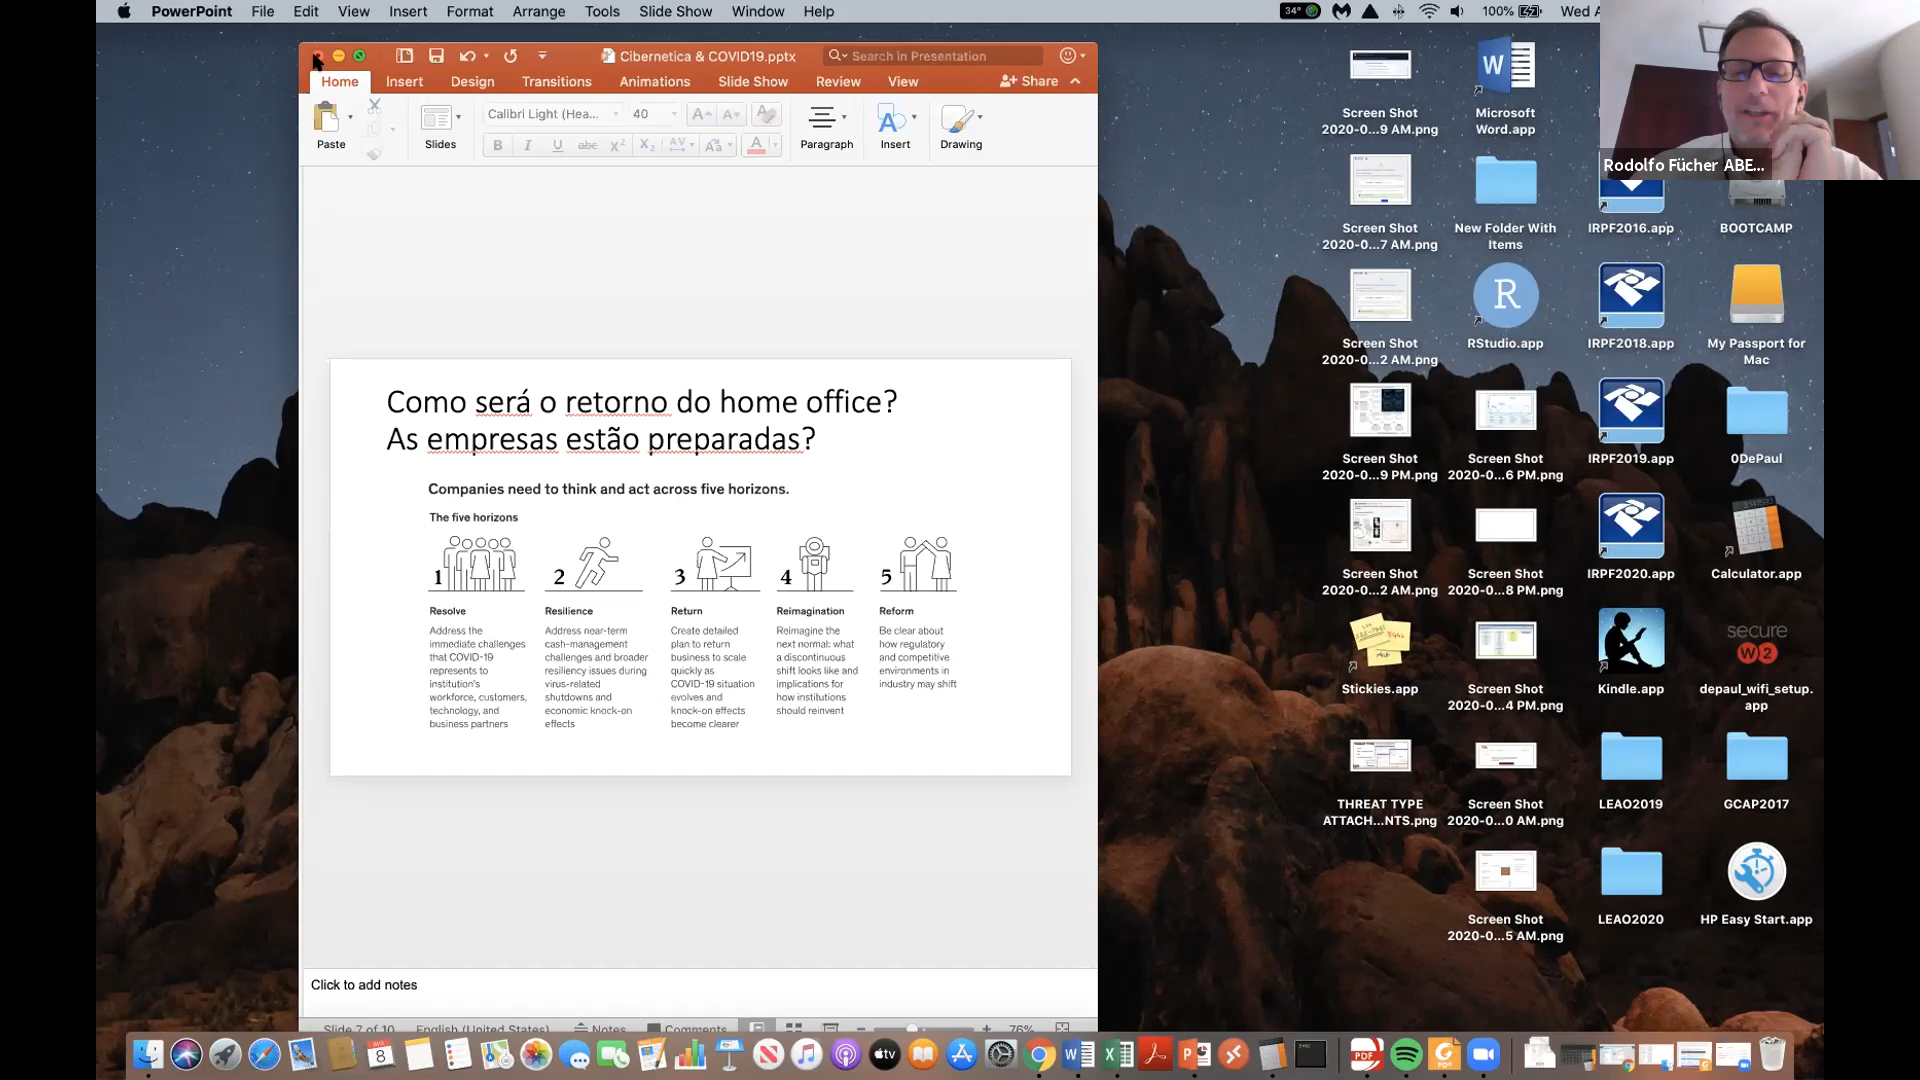 PowerPoint File Edit View Insert Format Arrange Tools Slide Show Window Help
34° 100% Wed
Cibernetica & COVID19.pptx
Search in Presentation
Home Insert Design Transitions Animations Slide Show Review View Share
Calibri Light (Hea... 40
Paste Slides Paragraph Insert Drawing
Como será o retorno do home office?
As empresas estão preparadas?
Companies need to think and act across five horizons.
The five horizons
1 2 3 4 5
Resolve
Address the
immediate challenges
that COVID-19
represents to
institution's
workforce, customers,
technology, and
business partners
Resilience
Address near-term
cash-management
challenges and broader
resiliency issues during
virus-related
shutdowns and
economic knock-on
effects
Return
Create detailed
plan to return
business to scale
quickly as
COVID-19 situation
evolves and
knock-on effects
become clearer
Reimagination
Reimagine the
next normal: what
a discontinuous
shift looks like and
implications for
how institutions
should reinvent
Reform
Be clear about
how regulatory
and competitive
environments in
industry may shift
Click to add notes
Slide 7 of 10 English (United States) Notes Comments 76%
Rodolfo Fücher ABE...
Screen Shot
2020-0...9 AM.png
Microsoft
Word.app
Screen Shot
2020-0...7 AM.png
New Folder With
Items
IRPF2016.app
BOOTCAMP
Screen Shot
2020-0...2 AM.png
RStudio.app
IRPF2018.app
My Passport for
Mac
Screen Shot
2020-0...9 PM.png
Screen Shot
2020-0...6 PM.png
IRPF2019.app
0DePaul
Screen Shot
2020-0...2 AM.png
Screen Shot
2020-0...8 PM.png
IRPF2020.app
Calculator.app
Stickies.app
Screen Shot
2020-0...4 PM.png
Kindle.app
secure
W2
depaul_wifi_setup.
app
THREAT TYPE
ATTACH...NTS.png
Screen Shot
2020-0...0 AM.png
LEAO2019
GCAP2017
Screen Shot
2020-0...5 AM.png
LEAO2020
HP Easy Start.app